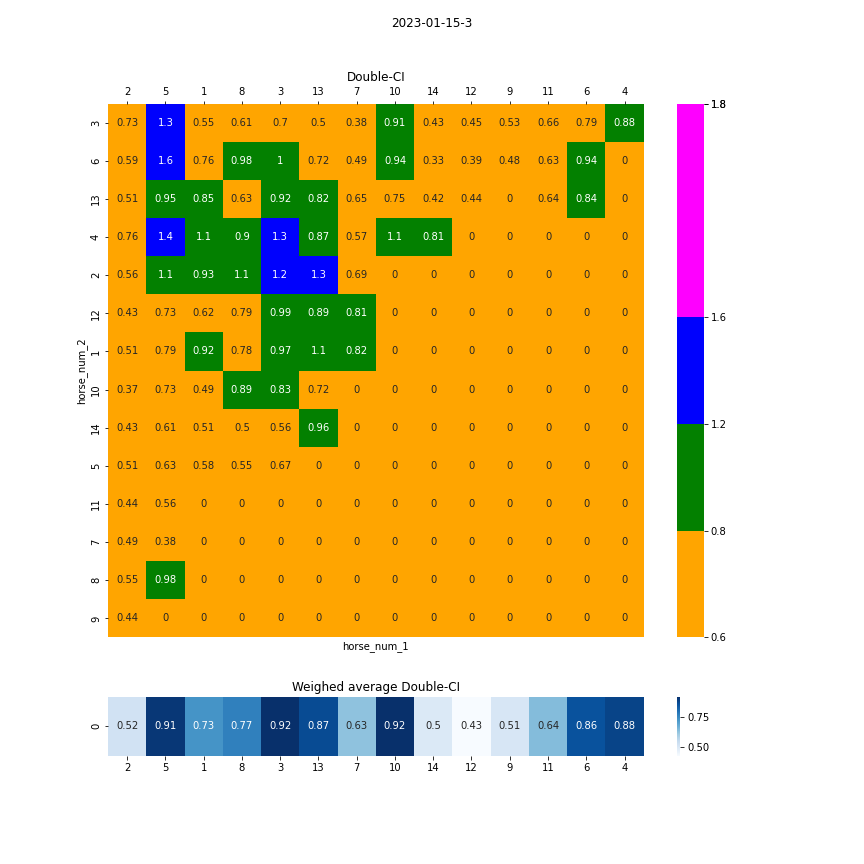 2023-01-15-3
Double-CI
2 5 1 8 3 13 7 10 14 12 9 11 6 4
3 0.73 1.3 0.55 0.61 0.7 0.5 0.38 0.91 0.43 0.45 0.53 0.66 0.79 0.88
6 0.59 1.6 0.76 0.98 1 0.72 0.49 0.94 0.33 0.39 0.48 0.63 0.94 0
13 0.51 0.95 0.85 0.63 0.92 0.82 0.65 0.75 0.42 0.44 0 0.64 0.84 0
4 0.76 1.4 1.1 0.9 1.3 0.87 0.57 1.1 0.81 0 0 0 0 0
2 0.56 1.1 0.93 1.1 1.2 1.3 0.69 0 0 0 0 0 0 0
12 0.43 0.73 0.62 0.79 0.99 0.89 0.81 0 0 0 0 0 0 0
1 0.51 0.79 0.92 0.78 0.97 1.1 0.82 0 0 0 0 0 0 0
10 0.37 0.73 0.49 0.89 0.83 0.72 0 0 0 0 0 0 0 0
14 0.43 0.61 0.51 0.5 0.56 0.96 0 0 0 0 0 0 0 0
5 0.51 0.63 0.58 0.55 0.67 0 0 0 0 0 0 0 0 0
11 0.44 0.56 0 0 0 0 0 0 0 0 0 0 0 0
7 0.49 0.38 0 0 0 0 0 0 0 0 0 0 0 0
8 0.55 0.98 0 0 0 0 0 0 0 0 0 0 0 0
9 0.44 0 0 0 0 0 0 0 0 0 0 0 0 0
horse_num_2
horse_num_1
1.8
1.6
1.2
0.8
0.6
Weighed average Double-CI
0 0.52 0.91 0.73 0.77 0.92 0.87 0.63 0.92 0.5 0.43 0.51 0.64 0.86 0.88
2 5 1 8 3 13 7 10 14 12 9 11 6 4
0.75
0.50